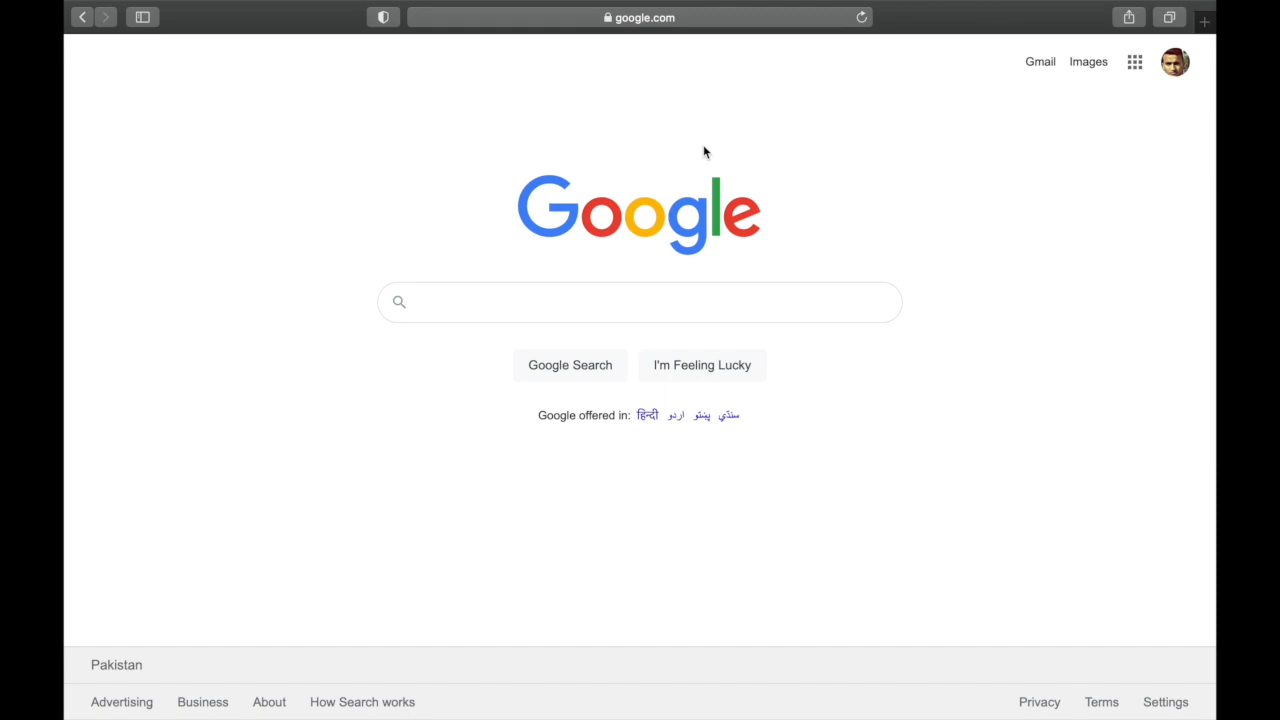 google.com
Gmail Images
Google
Google Search I'm Feeling Lucky
Google offered in: हिन्दी اردو پښتو سنڌي
Pakistan
Advertising Business About How Search works Privacy Terms Settings